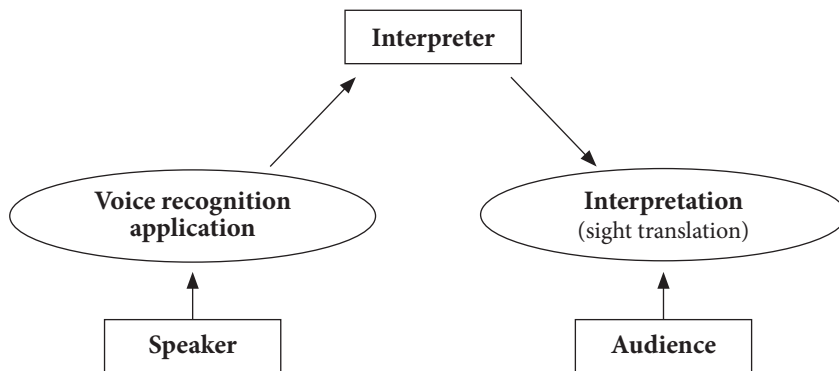 Interpreter
Voice recognition
application
Interpretation
(sight translation)
Speaker
Audience